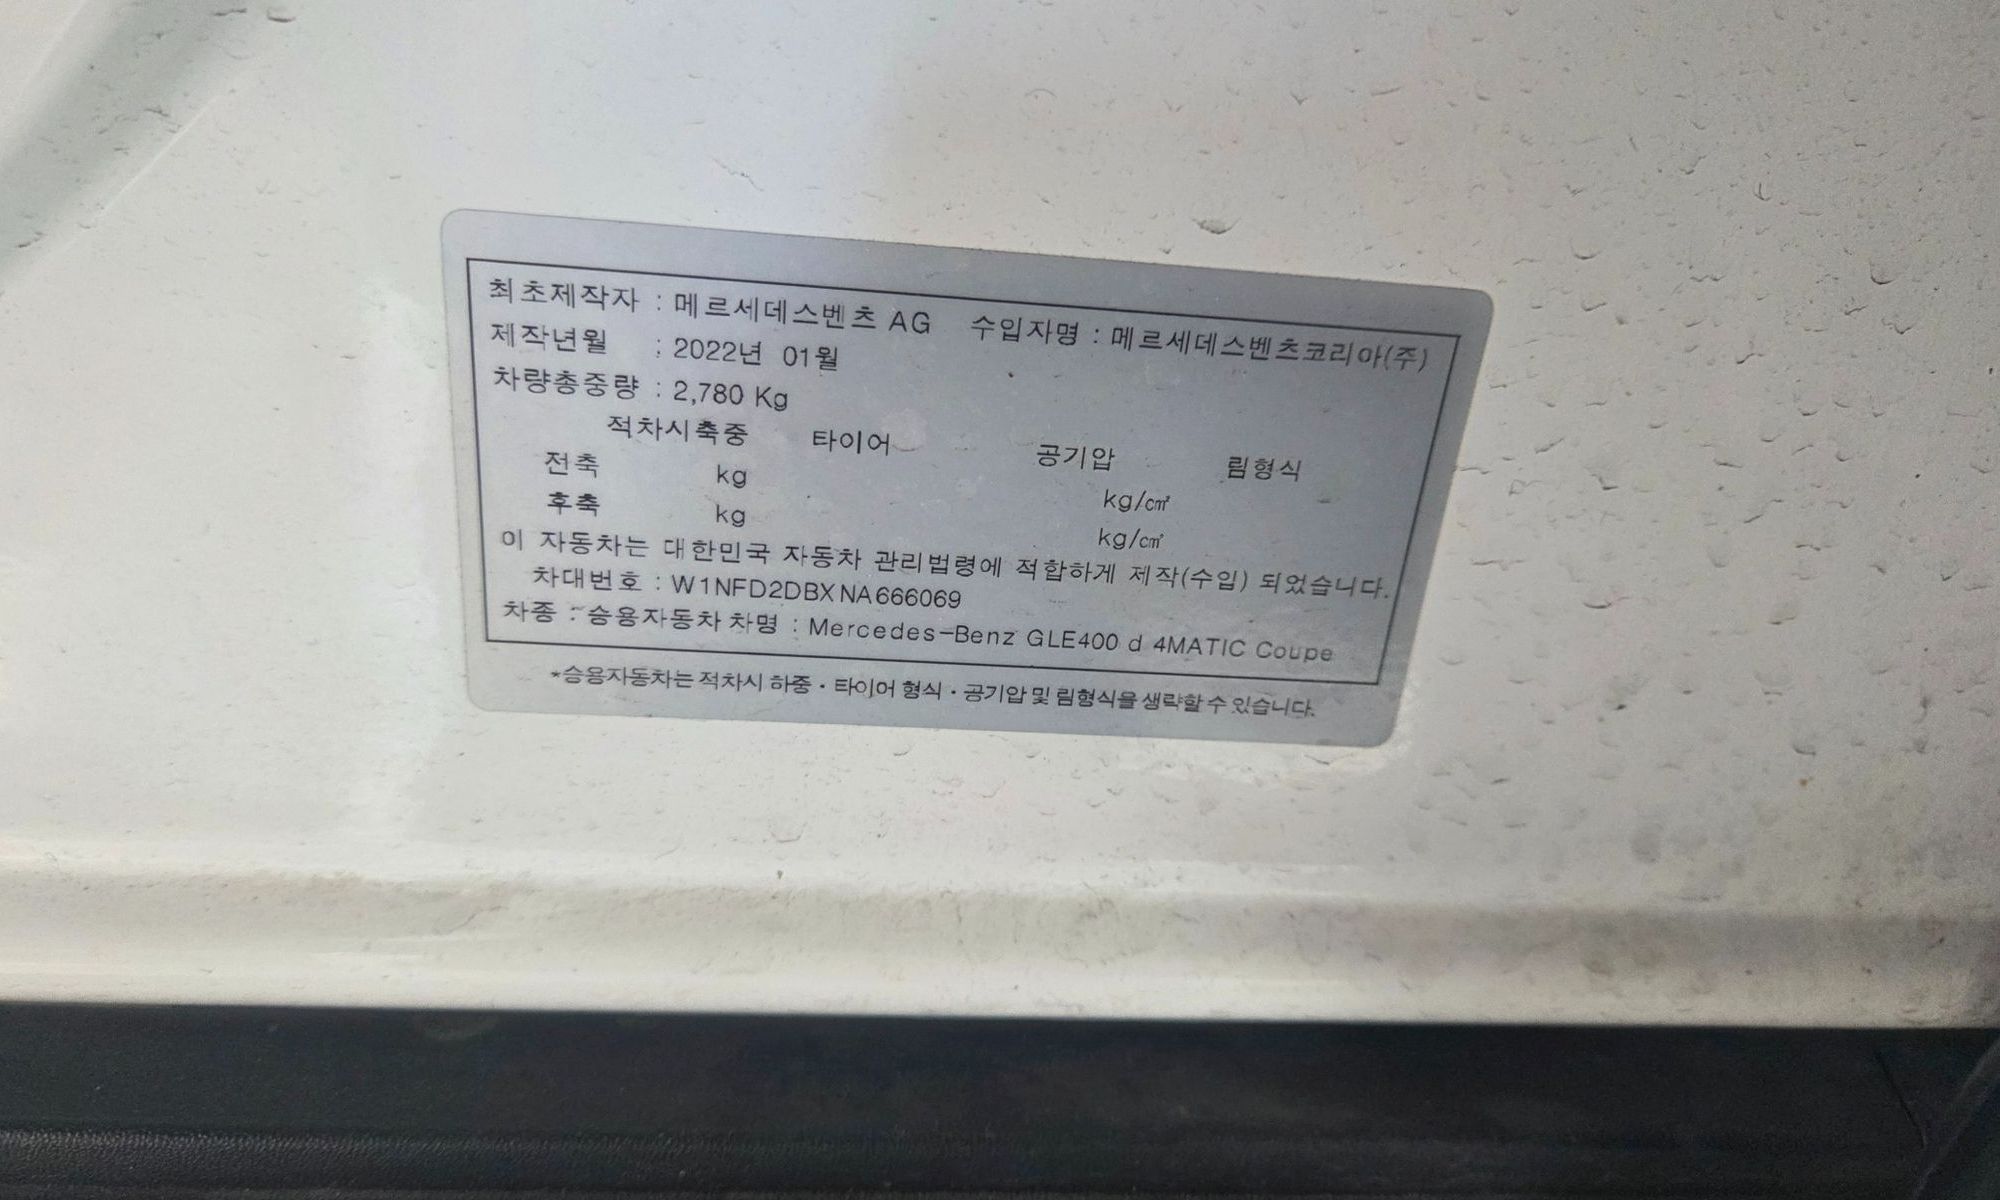 최초제작자 : 메르세데스벤츠 AG 수입자명 : 메르세데스벤츠코리아(주)
제작년월 : 2022년 01월
차량총중량 : 2,780 Kg
적차시축중 타이어 공기압 림형식
전축 kg kg/㎠
후축 kg kg/㎠
이 자동차는 대한민국 자동차 관리법령에 적합하게 제작(수입) 되었습니다.
차대번호 : W1NFD2DBXNA666069
차종 : 승용자동차 차명 : Mercedes-Benz GLE400 d 4MATIC Coupe
*승용자동차는 적차시 하중·타이어 형식·공기압 및 림형식을 생략할 수 있습니다.